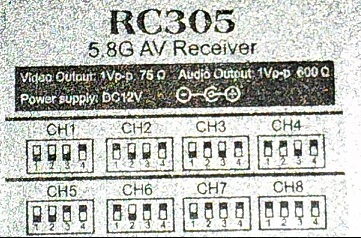 RC305
5.8G AV Receiver
Video Output: 1Vp-p 75Ω Audio Output: 1Vp-p 600Ω
Power supply: DC12V
CH1 CH2 CH3 CH4
1 2 3 4 1 2 3 4 1 2 3 4 1 2 3 4
CH5 CH6 CH7 CH8
1 2 3 4 1 2 3 4 1 2 3 4 1 2 3 4